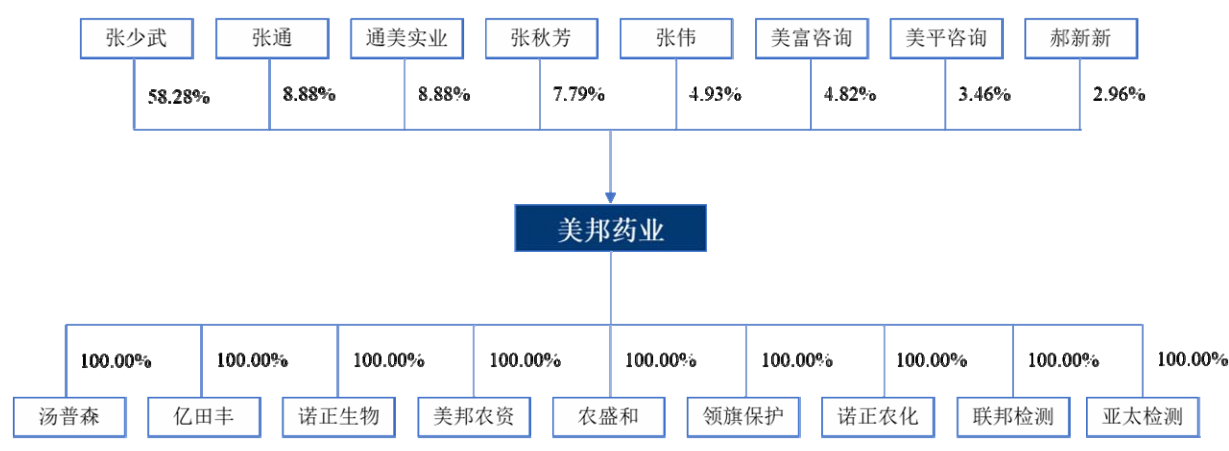 张少武 张通 通美实业 张秋芳 张伟 美富咨询 美平咨询 郝新新
58.28% 8.88% 8.88% 7.79% 4.93% 4.82% 3.46% 2.96%
美邦药业
100.00% 100.00% 100.00% 100.00% 100.00% 100.00% 100.00% 100.00% 100.00%
汤普森 亿田丰 诺正生物 美邦农资 农盛和 领旗保护 诺正农化 联邦检测 亚太检测